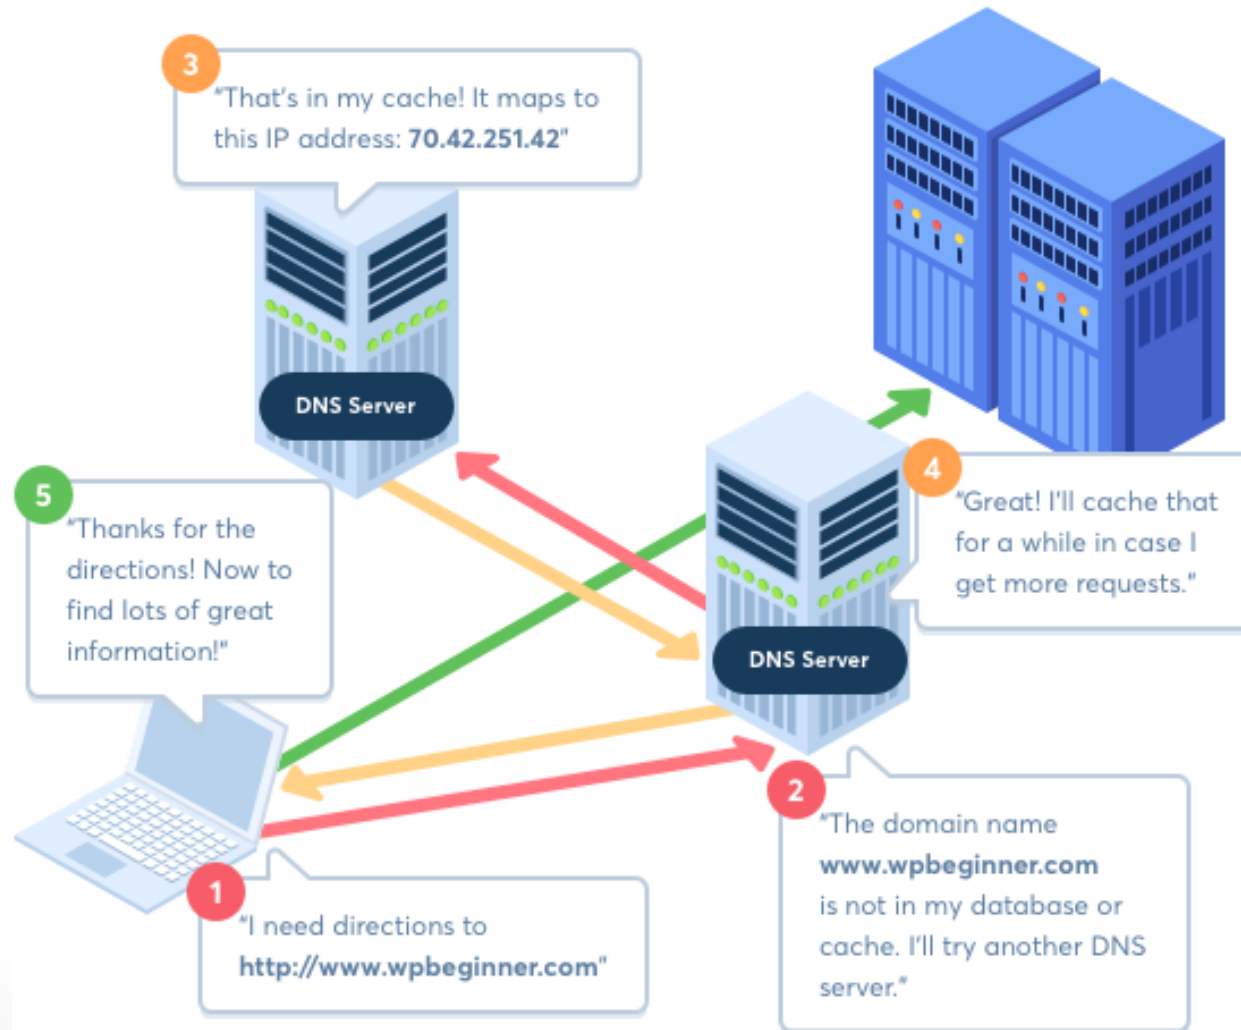 3
"That's in my cache! It maps to
this IP address: 70.42.251.42"
DNS Server
5
"Thanks for the
directions! Now to
find lots of great
information!"
4
"Great! I'll cache that
for a while in case I
get more requests."
DNS Server
2
"The domain name
www.wpbeginner.com
is not in my database or
cache. I'll try another DNS
server."
1
"I need directions to
http://www.wpbeginner.com"